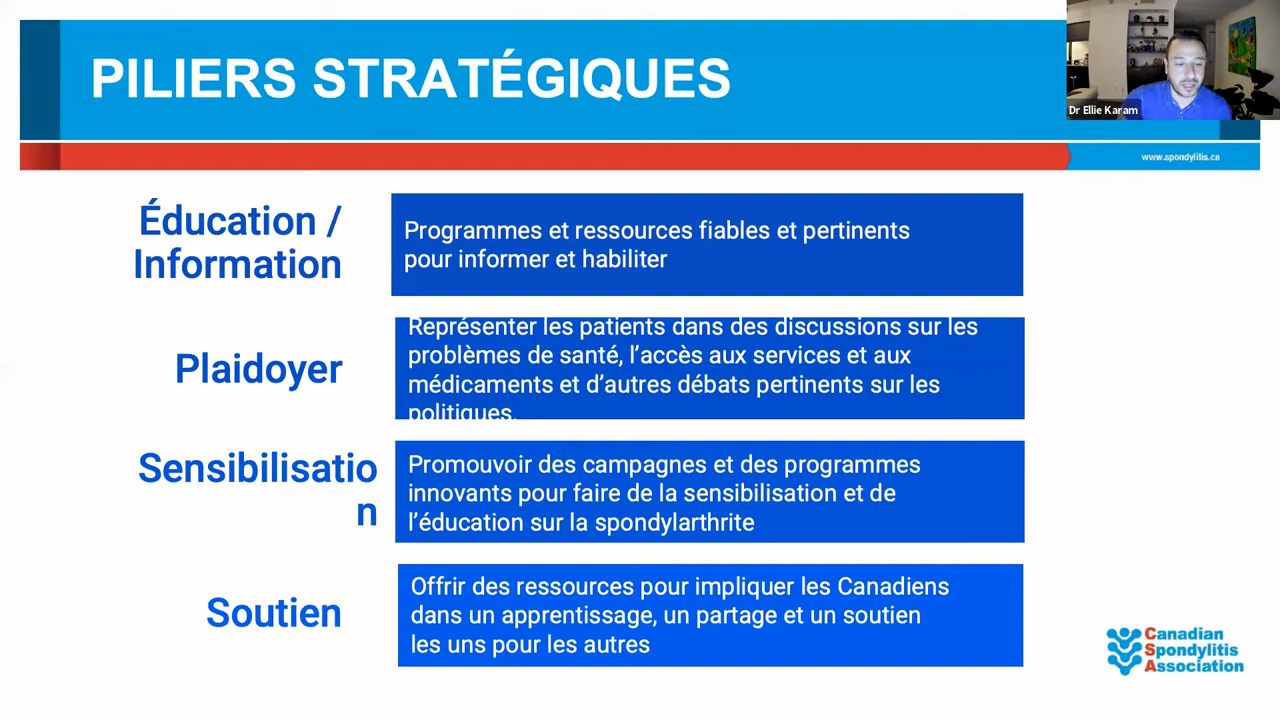 PILIERS STRATÉGIQUES
Dr Ellie Karam
www.spondylitis.ca
Éducation /
Information
Programmes et ressources fiables et pertinents
pour informer et habiliter
Plaidoyer
Représenter les patients dans des discussions sur les
problèmes de santé, l’accès aux services et aux
médicaments et d’autres débats pertinents sur les
politiques.
Sensibilisatio
n
Promouvoir des campagnes et des programmes
innovants pour faire de la sensibilisation et de
l’éducation sur la spondylarthrite
Soutien
Offrir des ressources pour impliquer les Canadiens
dans un apprentissage, un partage et un soutien
les uns pour les autres
Canadian
Spondylitis
Association